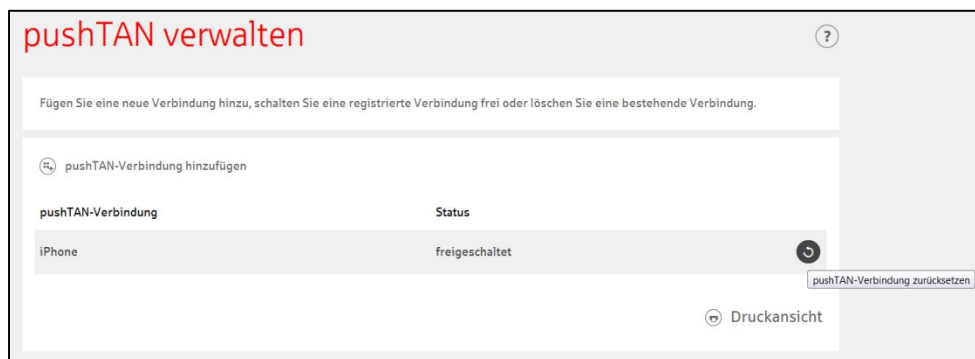 pushTAN verwalten
?
Fügen Sie eine neue Verbindung hinzu, schalten Sie eine registrierte Verbindung frei oder löschen Sie eine bestehende Verbindung.
pushTAN-Verbindung hinzufügen
pushTAN-Verbindung Status
iPhone freigeschaltet
pushTAN-Verbindung zurücksetzen
Druckansicht